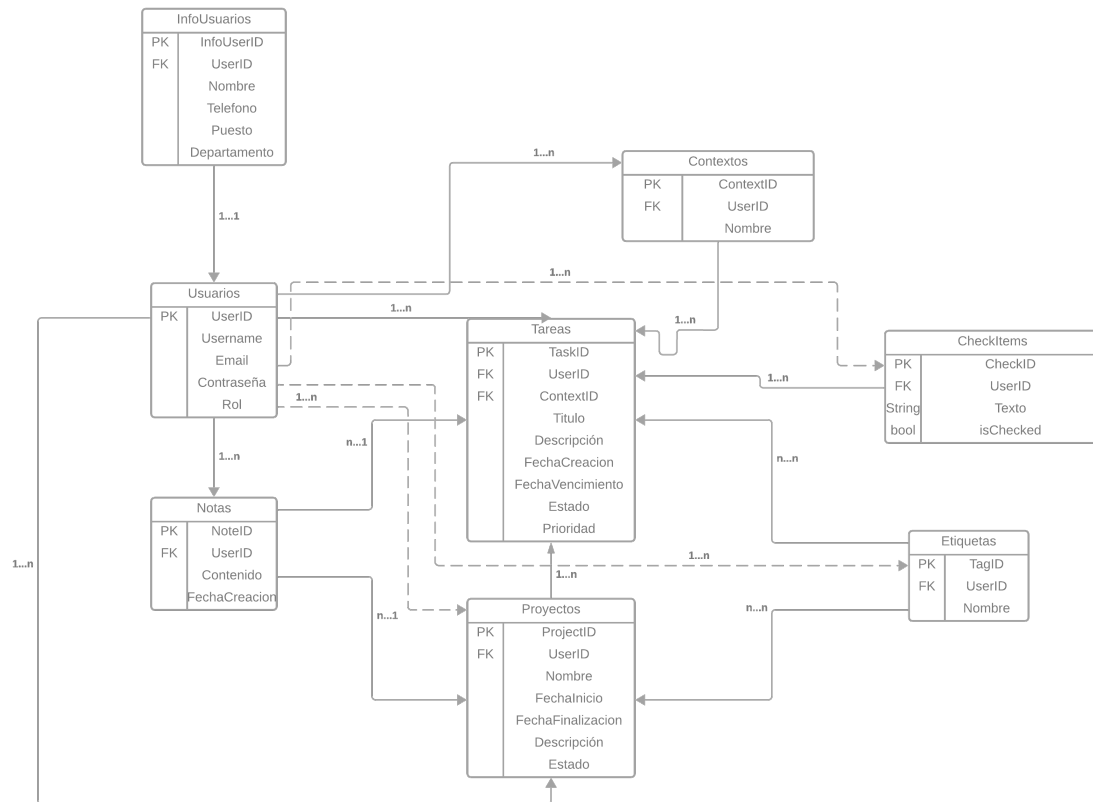 InfoUsuarios
PK InfoUserID
FK UserID
Nombre
Telefono
Puesto
Departamento
1...1
1...n
Contextos
PK ContextID
FK UserID
Nombre
1...n
Usuarios
PK UserID
Username
Email
Contraseña
Rol
1...n
1...n
1...n
Tareas
PK TaskID
FK UserID
FK ContextID
Titulo
Descripción
FechaCreacion
FechaVencimiento
Estado
Prioridad
CheckItems
PK CheckID
FK UserID
String Texto
bool isChecked
1...n
1...n
n...1
1...n
n...n
Notas
PK NoteID
FK UserID
Contenido
FechaCreacion
Etiquetas
PK TagID
FK UserID
Nombre
1...n
1...n
n...1
n...n
Proyectos
PK ProjectID
FK UserID
Nombre
FechaInicio
FechaFinalizacion
Descripción
Estado